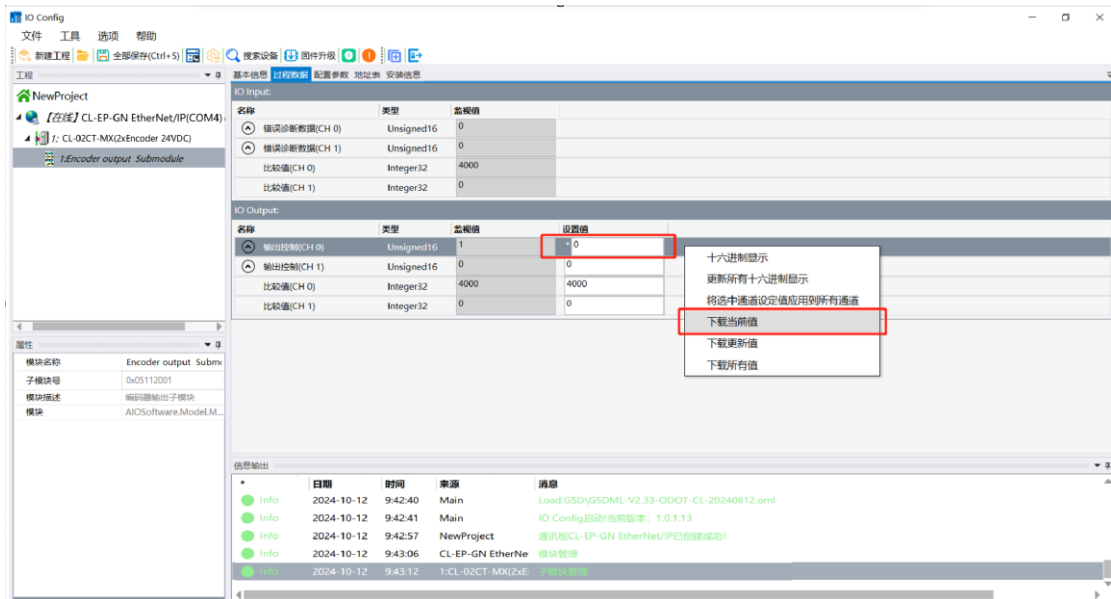 IO Config
文件 工具 选项 帮助
新建工程 全部保存(Ctrl+S) 搜索设备 固件升级
工程
NewProject
【在线】CL-EP-GN EtherNet/IP(COM4)
1: CL-02CT-MX(2xEncoder 24VDC)
1:Encoder output Submodule
基本信息 过程数据 配置参数 地址表 安装信息
IO Input:
名称 类型 监视值
错误诊断数据(CH 0) Unsigned16 0
错误诊断数据(CH 1) Unsigned16 0
比较值(CH 0) Integer32 4000
比较值(CH 1) Integer32 0
IO Output:
名称 类型 监视值 设置值
输出控制(CH 0) Unsigned16 1 * 0
输出控制(CH 1) Unsigned16 0 0
比较值(CH 0) Integer32 4000 4000
比较值(CH 1) Integer32 0 0
十六进制显示
更新所有十六进制显示
将选中通道设定值应用到所有通道
下载当前值
下载更新值
下载所有值
属性
模块名称 Encoder output Subm
子模块号 0x05112001
模块描述 编码器输出子模块
模块 AIOSoftware.Model.M...
信息输出
* 日期 时间 来源 消息
Info 2024-10-12 9:42:40 Main Load:GSD\GSDML-V2.33-ODOT-CL-20240812.oml
Info 2024-10-12 9:42:41 Main IO Config启动!当前版本：1.0.1.13
Info 2024-10-12 9:42:57 NewProject 通讯板CL-EP-GN EtherNet/IP已创建成功!
Info 2024-10-12 9:43:06 CL-EP-GN EtherNe 模块管理
Info 2024-10-12 9:43:12 1:CL-02CT-MX(2xE 子模块管理